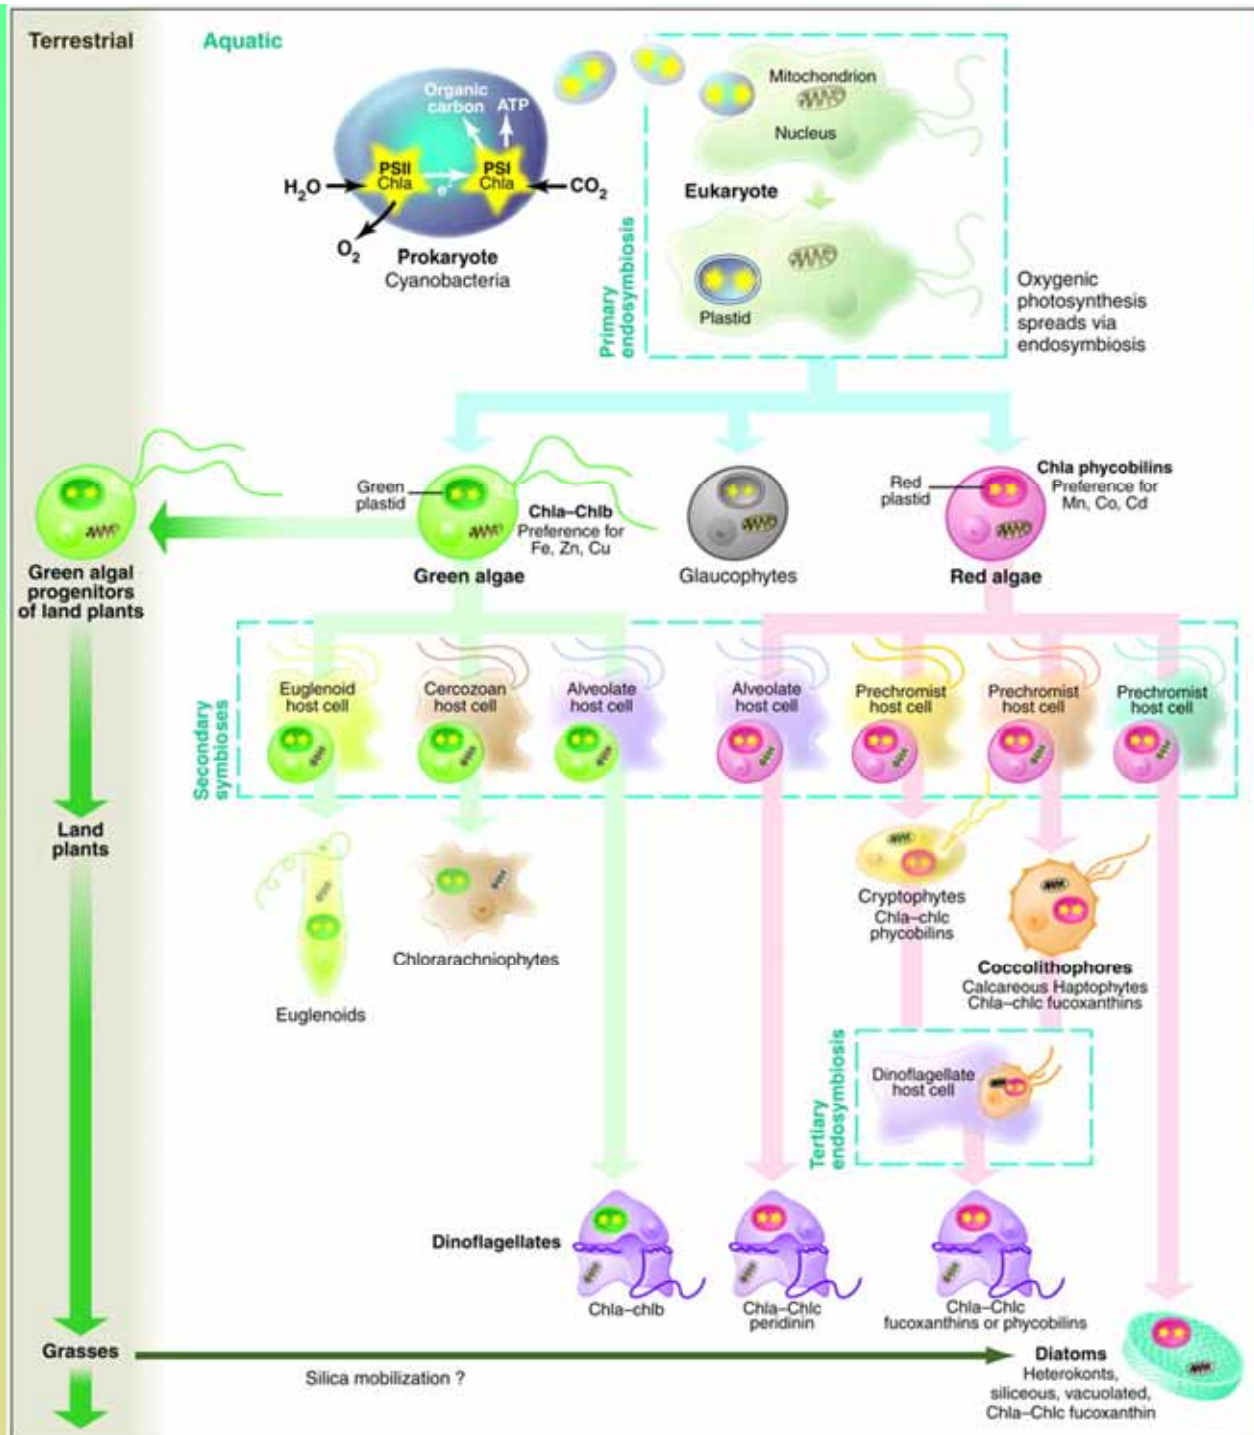 Terrestrial
Aquatic
Organic
carbon
ATP
PSII
Chla
e-
PSI
Chla
H2O
CO2
O2
Prokaryote
Cyanobacteria
Mitochondrion
Nucleus
Eukaryote
Plastid
Primary
endosymbiosis
Oxygenic
photosynthesis
spreads via
endosymbiosis
Green
plastid
Chla–Chlb
Preference for
Fe, Zn, Cu
Red
plastid
Chla phycobilins
Preference for
Mn, Co, Cd
Green algal
progenitors
of land plants
Green algae
Glaucophytes
Red algae
Secondary
symbioses
Euglenoid
host cell
Cercozoan
host cell
Alveolate
host cell
Alveolate
host cell
Prechromist
host cell
Prechromist
host cell
Prechromist
host cell
Land
plants
Euglenoids
Chlorarachniophytes
Cryptophytes
Chla–chlc
phycobilins
Coccolithophores
Calcareous Haptophytes
Chla–chlc fucoxanthins
Tertiary
endosymbiosis
Dinoflagellate
host cell
Dinoflagellates
Chla–chlb
Chla–Chlc
peridinin
Chla–Chlc
fucoxanthins or phycobilins
Grasses
Silica mobilization ?
Diatoms
Heterokonts,
siliceous, vacuolated,
Chla–Chlc fucoxanthin